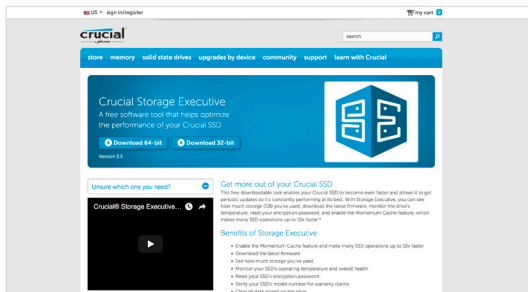 US sign in/register
my cart 0
crucial
search
store memory solid state drives upgrades by device community support learn with Crucial
Crucial Storage Executive
A free software tool that helps optimize
the performance of your Crucial SSD
Download 64-bit Download 32-bit
Version 3.5
Unsure which one you need?
Crucial® Storage Executive...
Get more out of your Crucial SSD
This free downloadable tool enables your Crucial SSD to become even faster and allows it to get
periodic updates so it's constantly performing at its best. With Storage Executive, you can see
how much storage (GB) you've used, download the latest firmware, monitor the drive's
temperature, reset your encryption password, and enable the Momentum Cache feature, which
makes many SSD operations up to 10x faster.*
Benefits of Storage Executive
• Enable the Momentum Cache feature and make many SSD operations up to 10x faster
• Download the latest firmware
• See how much storage you've used
• Monitor your SSD's operating temperature and overall health
• Reset your SSD's encryption password
• Verify your SSD's model number for warranty claims
• Clear all data stored on the drive